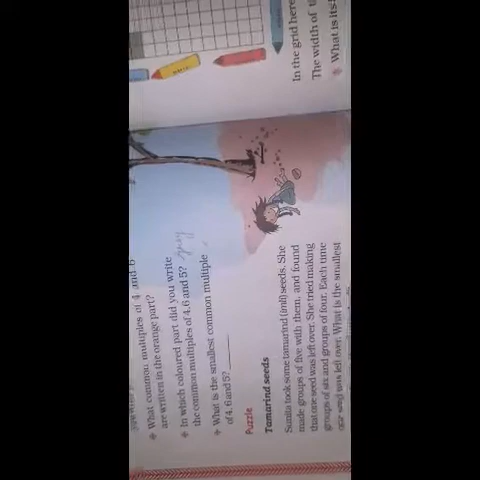 What common multiples of 4 and 6
are written in the orange part?
In which coloured part did you write
the common multiples of 4, 6 and 5?
What is the smallest common multiple
of 4, 6 and 5?
Puzzle
Tamarind seeds
Sunita took some tamarind (imli) seeds. She
made groups of five with them, and found
that one seed was left over. She tried making
groups of six and groups of four. Each time
one seed was left over. What is the smallest
In the grid here
The width of
What is its